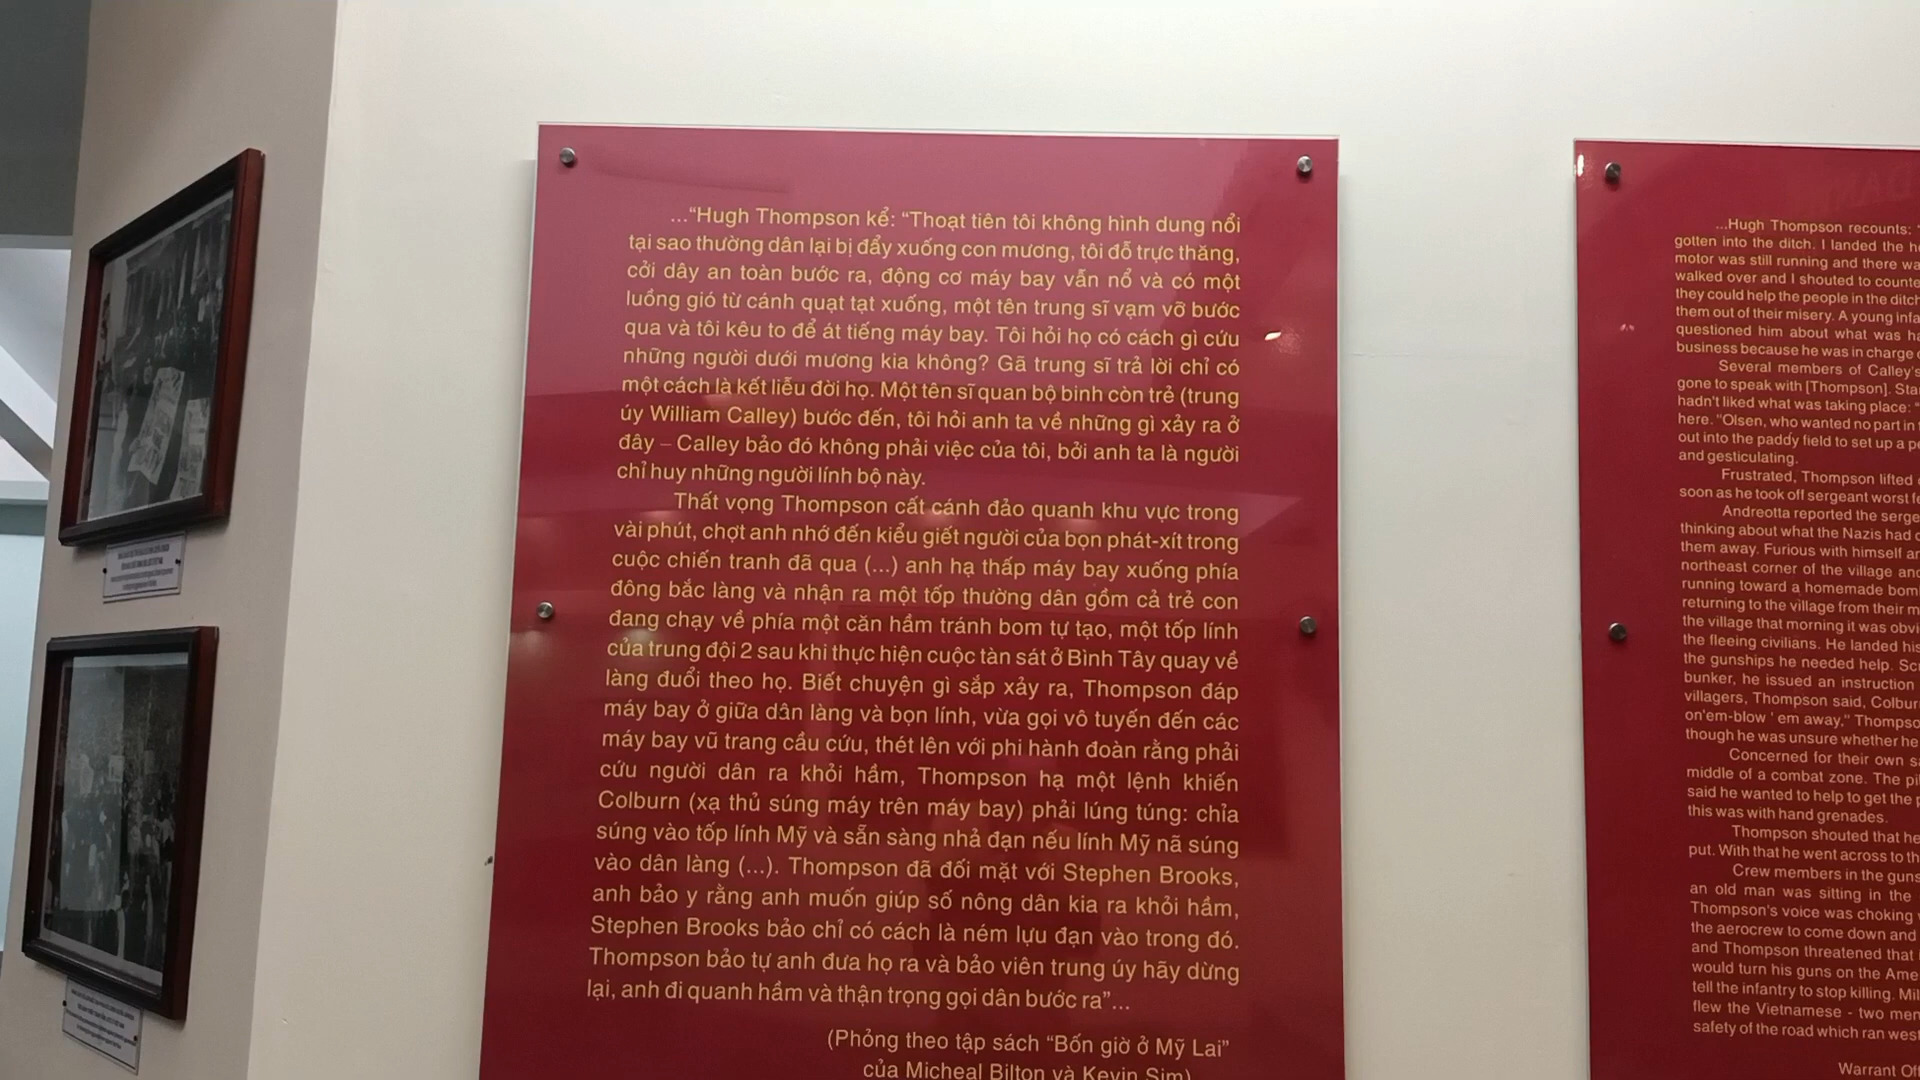 ..."Hugh Thompson kể: "Thoạt tiên tôi không hình dung nổi
tại sao thường dân lại bị đẩy xuống con mương, tôi đỗ trực thăng,
cởi dây an toàn bước ra, động cơ máy bay vẫn nổ và có một
luồng gió từ cánh quạt tạt xuống, một tên trung sĩ vạm vỡ bước
qua và tôi kêu to để át tiếng máy bay. Tôi hỏi họ có cách gì cứu
những người dưới mương kia không? Gã trung sĩ trả lời chỉ có
một cách là kết liễu đời họ. Một tên sĩ quan bộ binh còn trẻ (trung
úy William Calley) bước đến, tôi hỏi anh ta về những gì xảy ra ở
đây – Calley bảo đó không phải việc của tôi, bởi anh ta là người
chỉ huy những người lính bộ này.
Thất vọng Thompson cất cánh đảo quanh khu vực trong
vài phút, chợt anh nhớ đến kiểu giết người của bọn phát-xít trong
cuộc chiến tranh đã qua (...) anh hạ thấp máy bay xuống phía
đông bắc làng và nhận ra một tốp thường dân gồm cả trẻ con
đang chạy về phía một căn hầm tránh bom tự tạo, một tốp lính
của trung đội 2 sau khi thực hiện cuộc tàn sát ở Bình Tây quay về
làng đuổi theo họ. Biết chuyện gì sắp xảy ra, Thompson đáp
máy bay ở giữa dân làng và bọn lính, vừa gọi vô tuyến đến các
máy bay vũ trang cầu cứu, thét lên với phi hành đoàn rằng phải
cứu người dân ra khỏi hầm, Thompson hạ một lệnh khiến
Colburn (xạ thủ súng máy trên máy bay) phải lúng túng: chĩa
súng vào tốp lính Mỹ và sẵn sàng nhả đạn nếu lính Mỹ nã súng
vào dân làng (...). Thompson đã đối mặt với Stephen Brooks,
anh bảo y rằng anh muốn giúp số nông dân kia ra khỏi hầm,
Stephen Brooks bảo chỉ có cách là ném lựu đạn vào trong đó.
Thompson bảo tự anh đưa họ ra và bảo viên trung úy hãy dừng
lại, anh đi quanh hầm và thận trọng gọi dân bước ra"...
(Phỏng theo tập sách "Bốn giờ ở Mỹ Lai"
của Micheal Bilton và Kevin Sim)
...Hugh Thompson recounts: "
gotten into the ditch. I landed the
motor was still running and there
walked over and I shouted to
they could help the people in the ditch
them out of their misery. A young
questioned him about what was
business because he was in charge
Several members of Calley's
gone to speak with [Thompson].
hadn't liked what was taking place: "
here. "Olsen, who wanted no part in
out into the paddy field to set up a
and gesticulating.
Frustrated, Thompson lifted
soon as he took off sergeant worst
Andreotta reported the
thinking about what the Nazis had
them away. Furious with himself
northeast corner of the village
running toward a homemade
returning to the village from their
the village that morning it was
the fleeing civilians. He landed his
the gunships he needed help.
bunker, he issued an instruction
villagers, Thompson said,
on'em-blow ' em away."
though he was unsure whether he
Concerned for their own
middle of a combat zone. The
said he wanted to help to get the
this was with hand grenades.
Thompson shouted that he
put. With that he went across to
Crew members in the
an old man was sitting in the
Thompson's voice was choking
the aerocrew to come down and
and Thompson threatened that
would turn his guns on the
tell the infantry to stop killing.
flew the Vietnamese - two
safety of the road which ran
Warrant